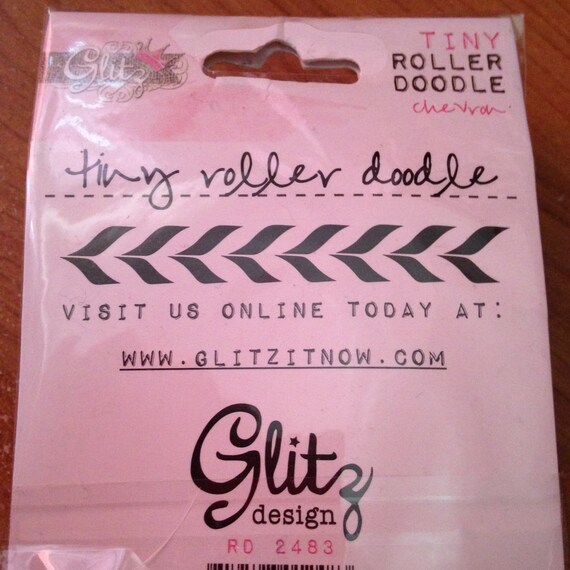 Glitz
TINY
ROLLER
DOODLE
chevron
tiny roller doodle
VISIT US ONLINE TODAY AT:
WWW.GLITZITNOW.COM
Glitz
design
RD 2483